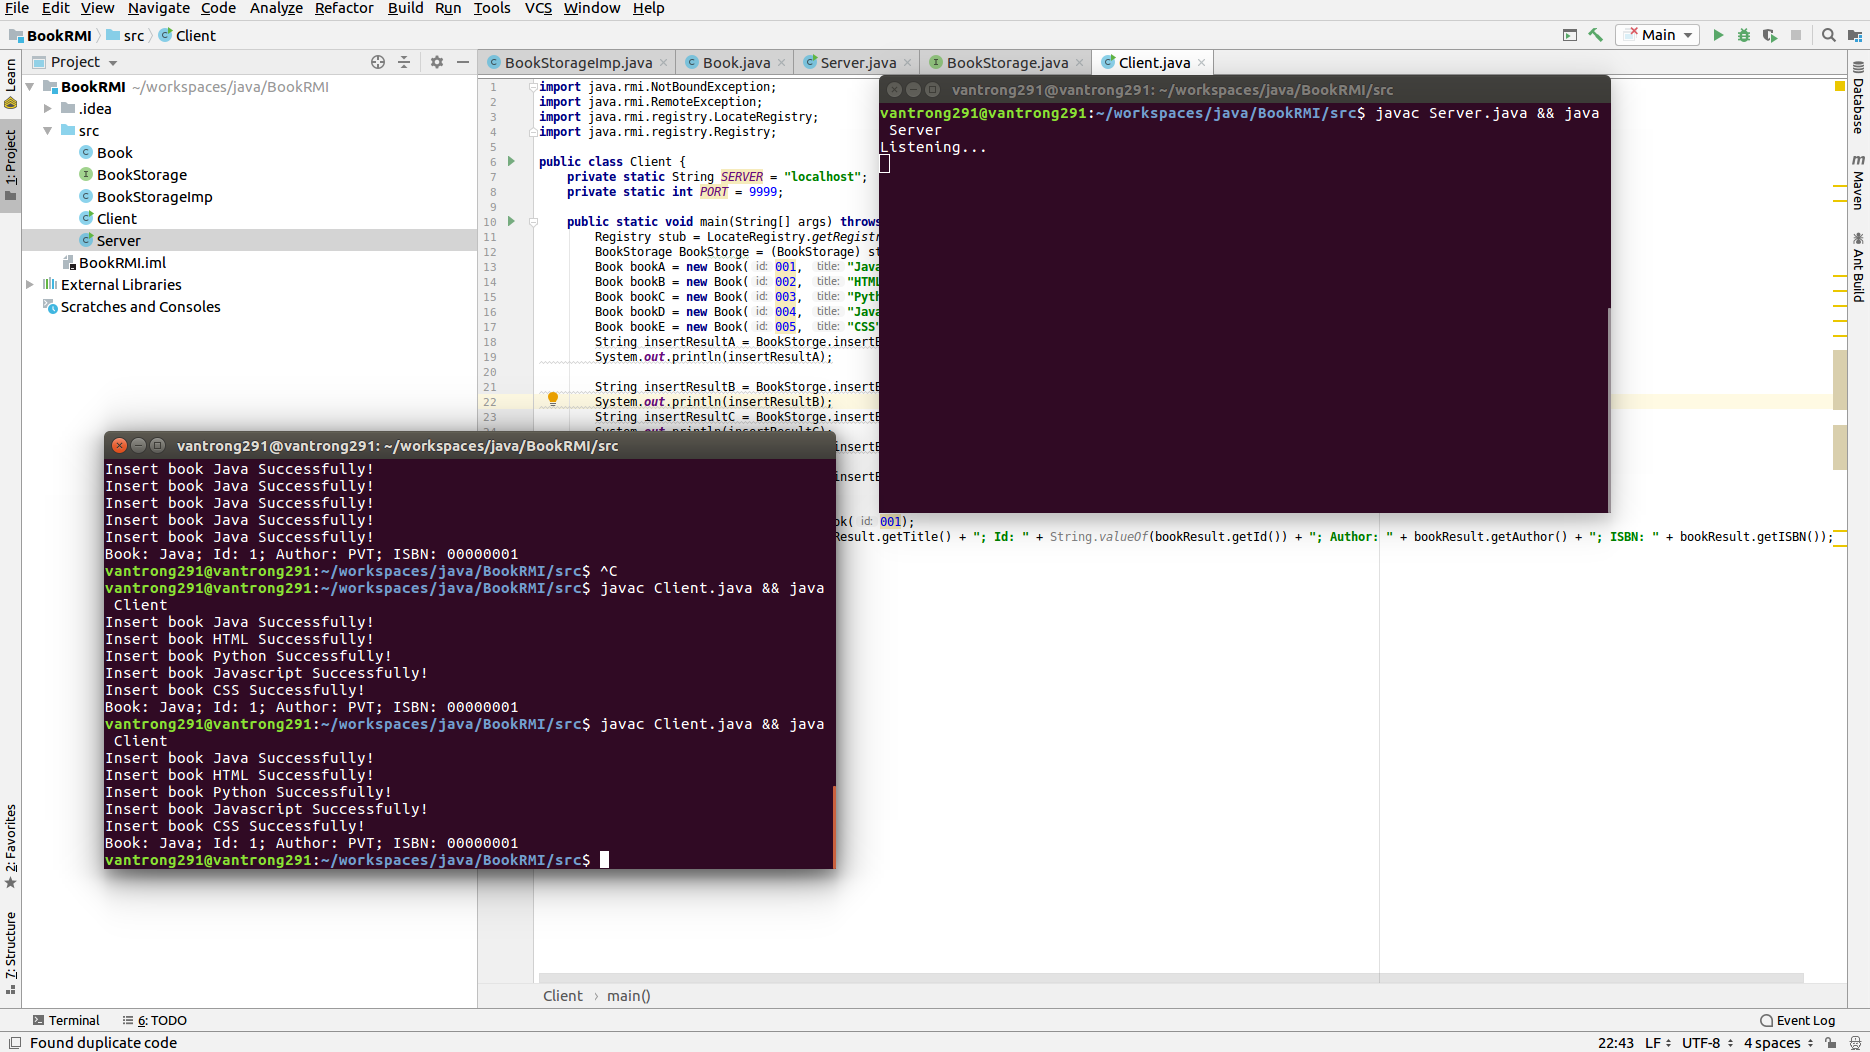 File Edit View Navigate Code Analyze Refactor Build Run Tools VCS Window Help
BookRMI src Client
Main
Project
BookStorageImp.java Book.java Server.java BookStorage.java Client.java
Learn
1: Project
2: Favorites
7: Structure
BookRMI ~/workspaces/java/BookRMI
.idea
src
Book
BookStorage
BookStorageImp
Client
Server
BookRMI.iml
External Libraries
Scratches and Consoles
1 import java.rmi.NotBoundException;
2 import java.rmi.RemoteException;
3 import java.rmi.registry.LocateRegistry;
4 import java.rmi.registry.Registry;
5
6 public class Client {
7 private static String SERVER = "localhost";
8 private static int PORT = 9999;
9
10 public static void main(String[] args) throws
11 Registry stub = LocateRegistry.getRegistr
12 BookStorage BookStorge = (BookStorage) st
13 Book bookA = new Book( id: 001, title: "Java
14 Book bookB = new Book( id: 002, title: "HTML
15 Book bookC = new Book( id: 003, title: "Pyth
16 Book bookD = new Book( id: 004, title: "Java
17 Book bookE = new Book( id: 005, title: "CSS"
18 String insertResultA = BookStorge.insertB
19 System.out.println(insertResultA);
20
21 String insertResultB = BookStorge.insertB
22 System.out.println(insertResultB);
23 String insertResultC = BookStorge.insertB
System.out.println(insertResultC);
insertB
insertB
ok( id: 001);
Result.getTitle() + "; Id: " + String.valueOf(bookResult.getId()) + "; Author: " + bookResult.getAuthor() + "; ISBN: " + bookResult.getISBN());
vantrong291@vantrong291: ~/workspaces/java/BookRMI/src
vantrong291@vantrong291:~/workspaces/java/BookRMI/src$ javac Server.java && java
Server
Listening...
vantrong291@vantrong291: ~/workspaces/java/BookRMI/src
Insert book Java Successfully!
Insert book Java Successfully!
Insert book Java Successfully!
Insert book Java Successfully!
Insert book Java Successfully!
Book: Java; Id: 1; Author: PVT; ISBN: 00000001
vantrong291@vantrong291:~/workspaces/java/BookRMI/src$ ^C
vantrong291@vantrong291:~/workspaces/java/BookRMI/src$ javac Client.java && java
Client
Insert book Java Successfully!
Insert book HTML Successfully!
Insert book Python Successfully!
Insert book Javascript Successfully!
Insert book CSS Successfully!
Book: Java; Id: 1; Author: PVT; ISBN: 00000001
vantrong291@vantrong291:~/workspaces/java/BookRMI/src$ javac Client.java && java
Client
Insert book Java Successfully!
Insert book HTML Successfully!
Insert book Python Successfully!
Insert book Javascript Successfully!
Insert book CSS Successfully!
Book: Java; Id: 1; Author: PVT; ISBN: 00000001
vantrong291@vantrong291:~/workspaces/java/BookRMI/src$
Database
Maven
Ant Build
Client main()
Terminal 6: TODO Event Log
Found duplicate code 22:43 LF UTF-8 4 spaces